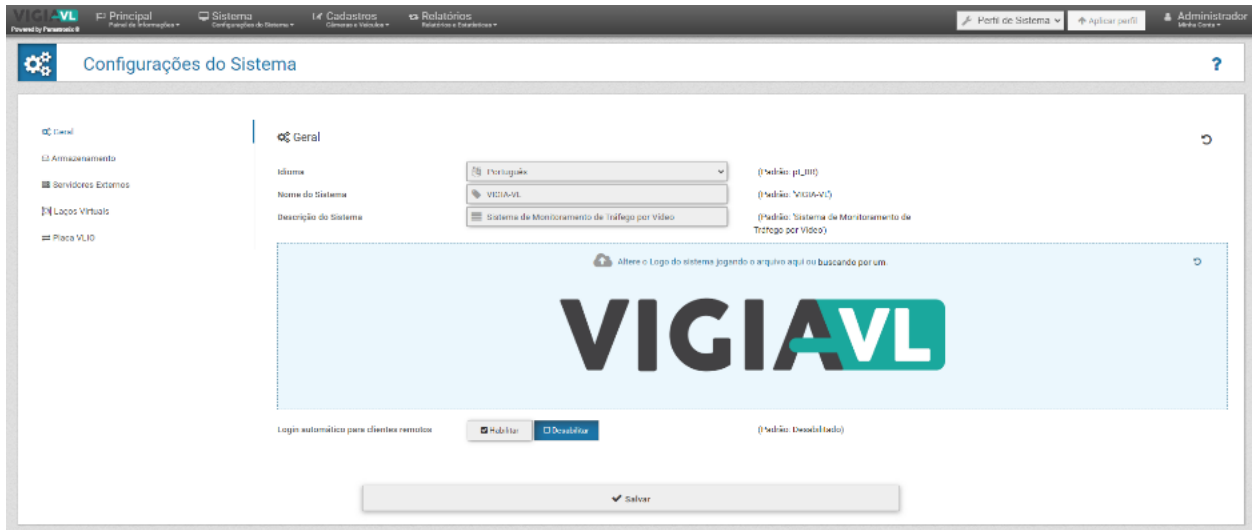 VIGIA-VL
Powered by Pumatronix ®
Principal
Painel de Informações
Sistema
Configurações do Sistema
Cadastros
Câmeras e Veículos
Relatórios
Relatórios e Estatísticas
Perfil de Sistema
Aplicar perfil
Administrador
Minha Conta
Configurações do Sistema
?
Geral
Armazenamento
Servidores Externos
Laços Virtuais
Placa VLIO
Geral
Idioma
Português
(Padrão: pt_BR)
Nome do Sistema
VIGIA-VL
(Padrão: 'VIGIA-VL')
Descrição do Sistema
Sistema de Monitoramento de Tráfego por Vídeo
(Padrão: 'Sistema de Monitoramento de
Tráfego por Vídeo')
Altere o Logo do sistema jogando o arquivo aqui ou buscando por um.
VIGIAVL
Login automático para clientes remotos
Habilitar
Desabilitar
(Padrão: Desabilitado)
Salvar